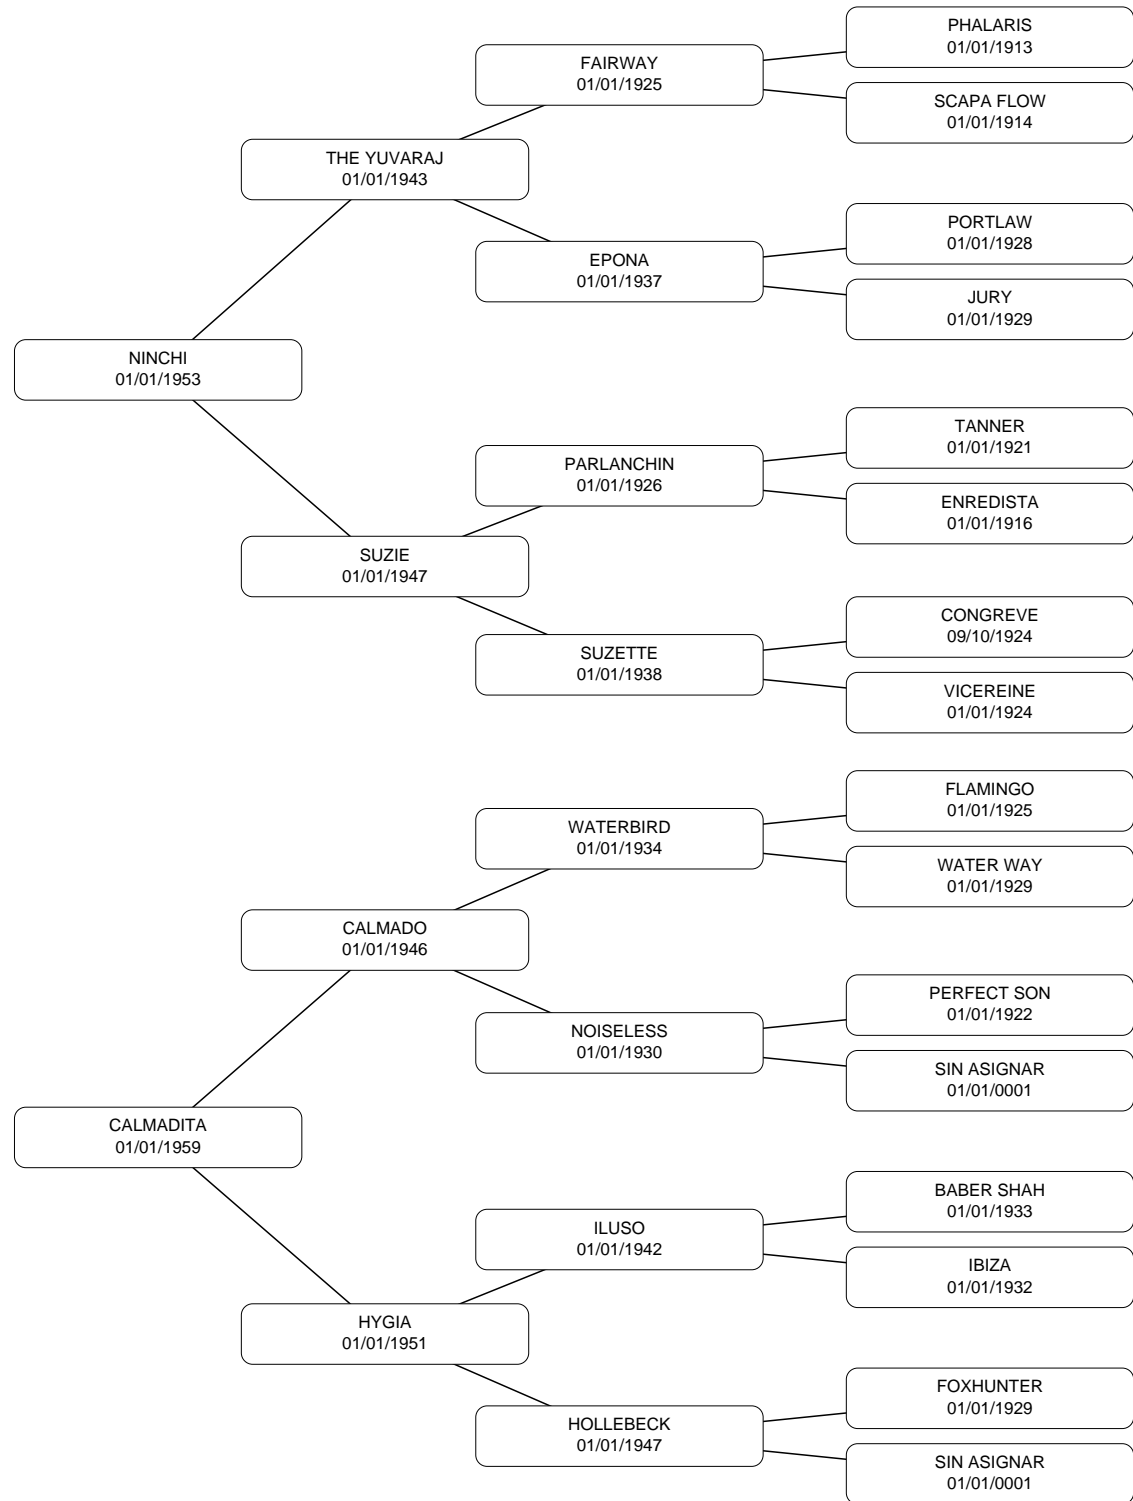 PHALARIS
01/01/1913
FAIRWAY
01/01/1925
SCAPA FLOW
01/01/1914
THE YUVARAJ
01/01/1943
PORTLAW
01/01/1928
EPONA
01/01/1937
JURY
01/01/1929
NINCHI
01/01/1953
TANNER
01/01/1921
PARLANCHIN
01/01/1926
ENREDISTA
01/01/1916
SUZIE
01/01/1947
CONGREVE
09/10/1924
SUZETTE
01/01/1938
VICEREINE
01/01/1924
FLAMINGO
01/01/1925
WATERBIRD
01/01/1934
WATER WAY
01/01/1929
CALMADO
01/01/1946
PERFECT SON
01/01/1922
NOISELESS
01/01/1930
SIN ASIGNAR
01/01/0001
CALMADITA
01/01/1959
BABER SHAH
01/01/1933
ILUSO
01/01/1942
IBIZA
01/01/1932
HYGIA
01/01/1951
FOXHUNTER
01/01/1929
HOLLEBECK
01/01/1947
SIN ASIGNAR
01/01/0001